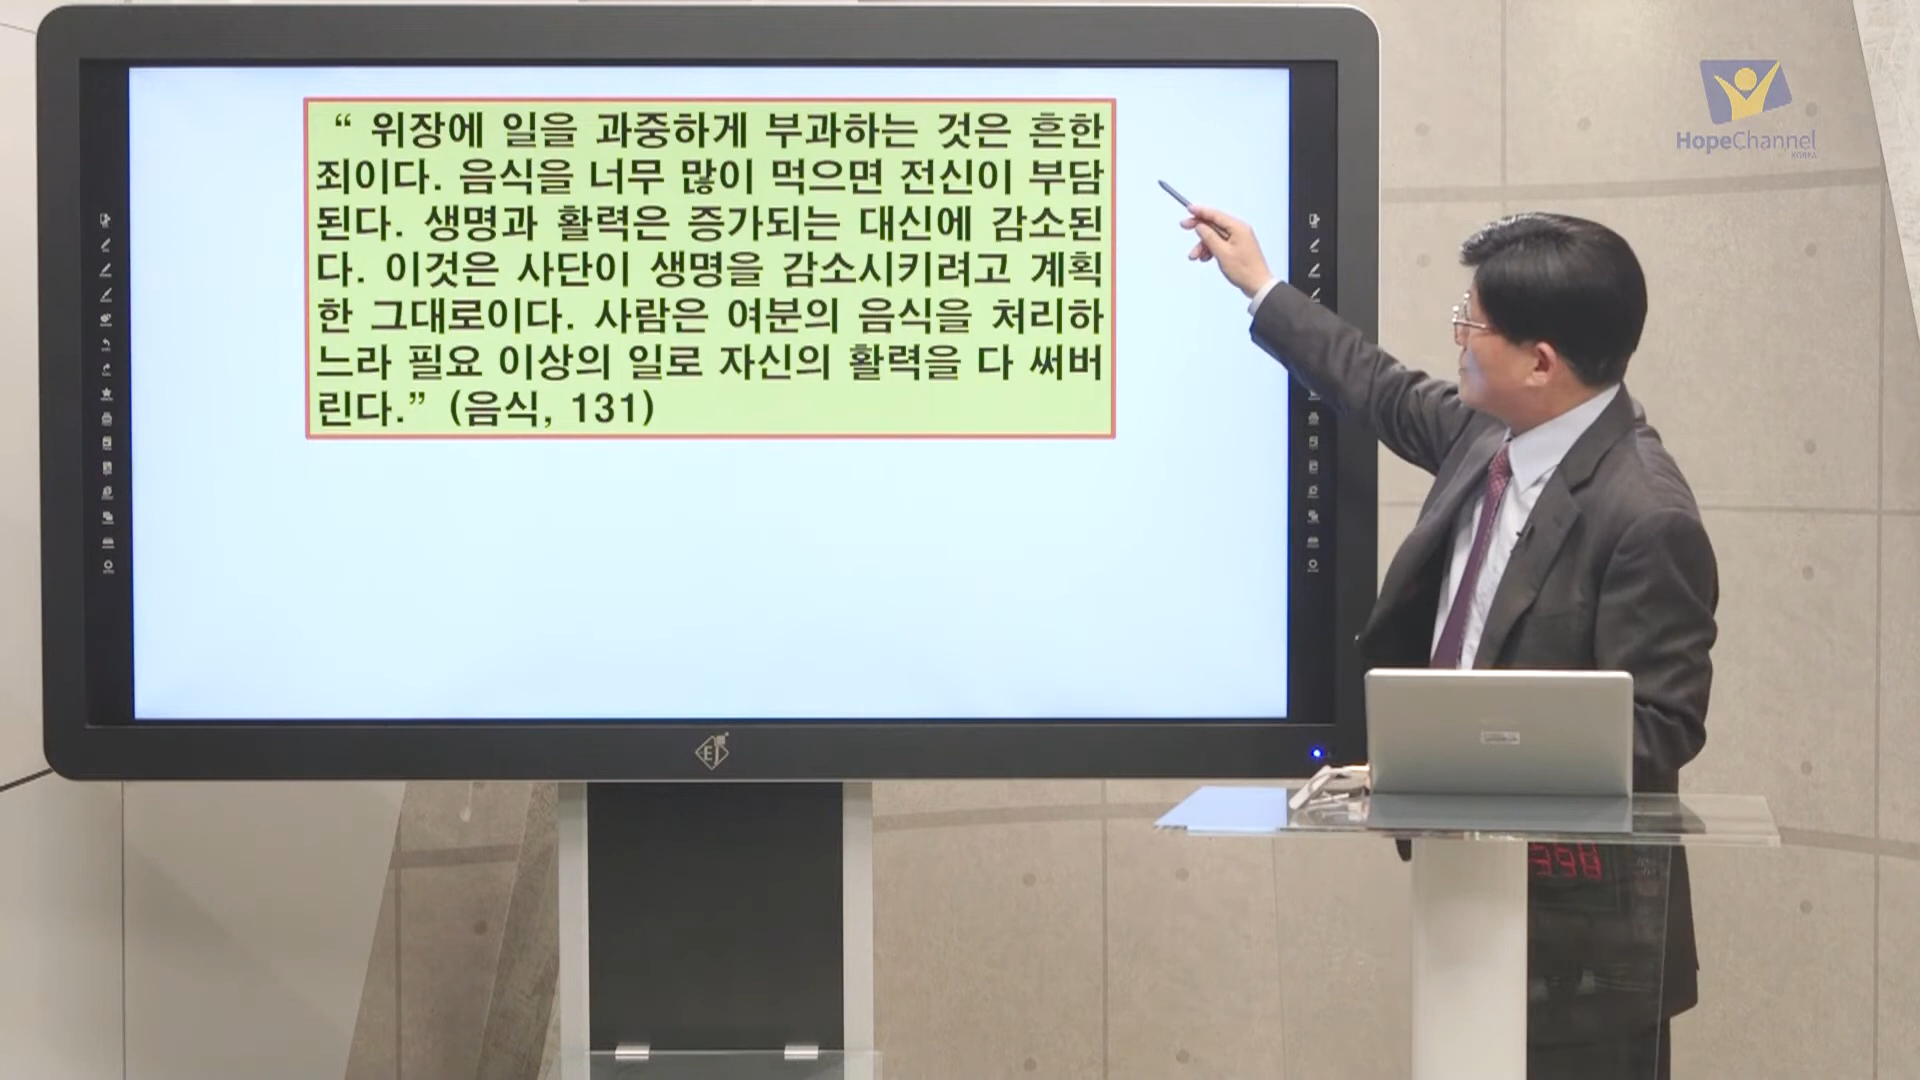 “ 위장에 일을 과중하게 부과하는 것은 흔한
죄이다. 음식을 너무 많이 먹으면 전신이 부담
된다. 생명과 활력은 증가되는 대신에 감소된
다. 이것은 사단이 생명을 감소시키려고 계획
한 그대로이다. 사람은 여분의 음식을 처리하
느라 필요 이상의 일로 자신의 활력을 다 써버
린다.” (음식, 131)
HopeChannel
KOREA